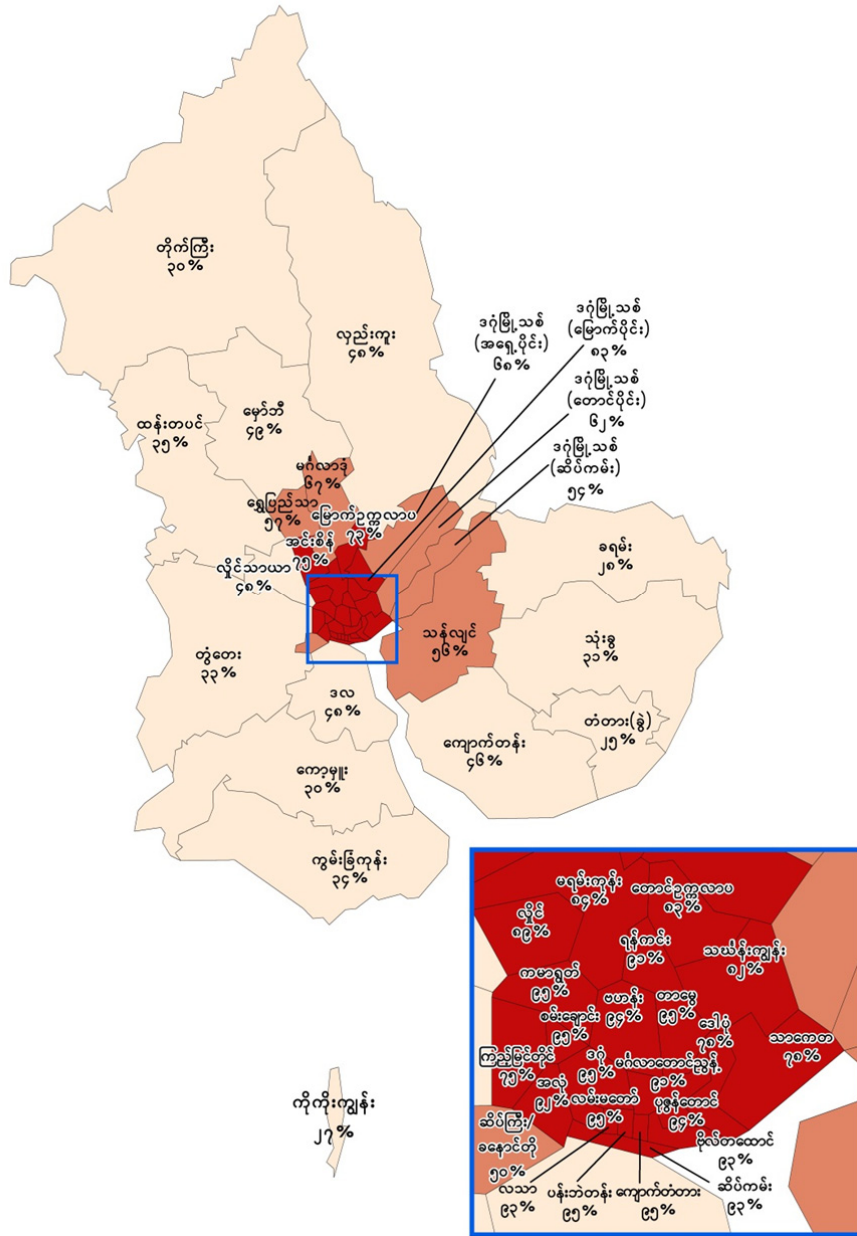 တိုက်ကြီး
၃၀%
လှည်းကူး
၄၈%
ဒဂုံမြို့သစ်
(အရှေ့ပိုင်း)
၆၈%
ဒဂုံမြို့သစ်
(မြောက်ပိုင်း)
၈၃%
ဒဂုံမြို့သစ်
(တောင်ပိုင်း)
၆၂%
ဒဂုံမြို့သစ်
(ဆိပ်ကမ်း)
၅၄%
ထန်းတပင်
၃၅%
မှော်ဘီ
၄၉%
မင်္ဂလာဒုံ
၆၇%
ရွှေပြည်သာ
၅၇%
မြောက်ဥက္ကလာပ
၇၃%
အင်းစိန်
၇၅%
လှိုင်သာယာ
၄၈%
ခရမ်း
၂၈%
သန်လျင်
၅၆%
သုံးခွ
၃၁%
တွံတေး
၃၃%
ဒလ
၄၈%
တံတား(ခွဲ)
၂၅%
ကျောက်တန်း
၄၆%
ကော့မှူး
၃၀%
ကွမ်းခြံကုန်း
၃၄%
ကိုကိုးကျွန်း
၂၇%
မရမ်းကုန်း
၈၄%
တောင်ဥက္ကလာပ
၈၃%
လှိုင်
၈၉%
ရန်ကင်း
၉၁%
သင်္ဃန်းကျွန်း
၈၂%
ကမာရွတ်
၉၅%
ဗဟန်း
၉၄%
တာမွေ
၉၅%
စမ်းချောင်း
၉၅%
ဒေါပုံ
၇၈%
သာကေတ
၇၈%
ကြည့်မြင်တိုင်
၇၅%
ဒဂုံ
၉၅%
မင်္ဂလာတောင်ညွန့်
၉၁%
အလုံ
၉၂%
လမ်းမတော်
၉၅%
ပုဇွန်တောင်
၉၄%
ဆိပ်ကြီး/
ခနောင်တို
၅၀%
ဗိုလ်တထောင်
၉၃%
လသာ
၉၃%
ပန်းဘဲတန်း
၉၅%
ကျောက်တံတား
၉၅%
ဆိပ်ကမ်း
၉၃%